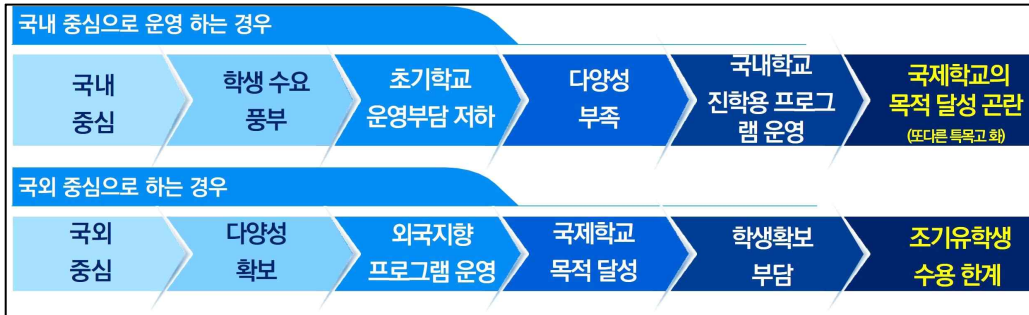 국내 중심으로 운영 하는 경우
국내
중심
학생 수요
풍부
초기학교
운영부담 저하
다양성
부족
국내학교
진학용 프로그
램 운영
국제학교의
목적 달성 곤란
(또다른 특목고 화)
국외 중심으로 하는 경우
국외
중심
다양성
확보
외국지향
프로그램 운영
국제학교
목적 달성
학생확보
부담
조기유학생
수용 한계